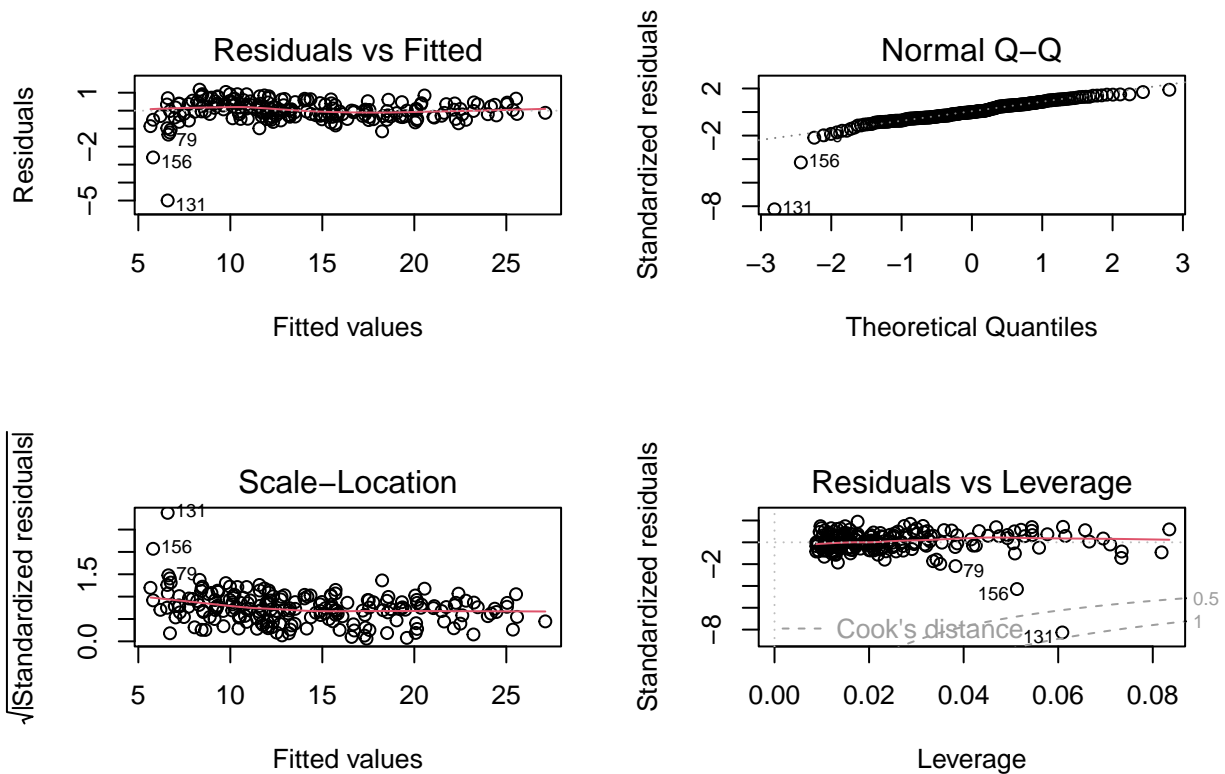 Residuals vs Fitted
Residuals
1
−2
−5
79
156
131
5 10 15 20 25
Fitted values
Normal Q−Q
Standardized residuals
2
−2
−8
156
131
−3 −2 −1 0 1 2 3
Theoretical Quantiles
Scale−Location
√|Standardized residuals|
1.5
0.0
131
156
79
5 10 15 20 25
Fitted values
Residuals vs Leverage
Standardized residuals
−2
−8
79
156
131
Cook's distance
0.5
1
0.00 0.02 0.04 0.06 0.08
Leverage